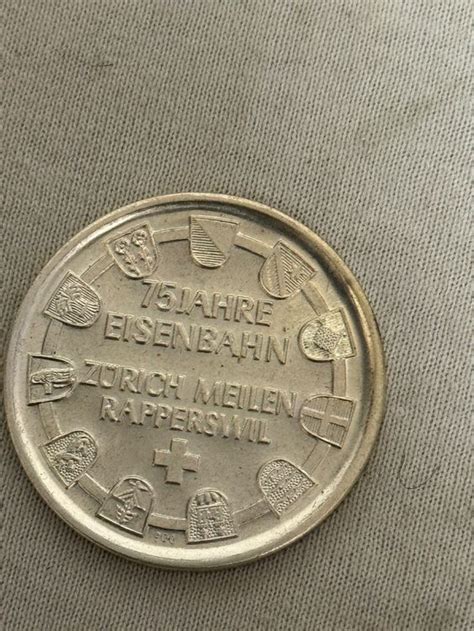 75 JAHRE
EISENBAHN
ZÜRICH MEILEN
RAPPERSWIL